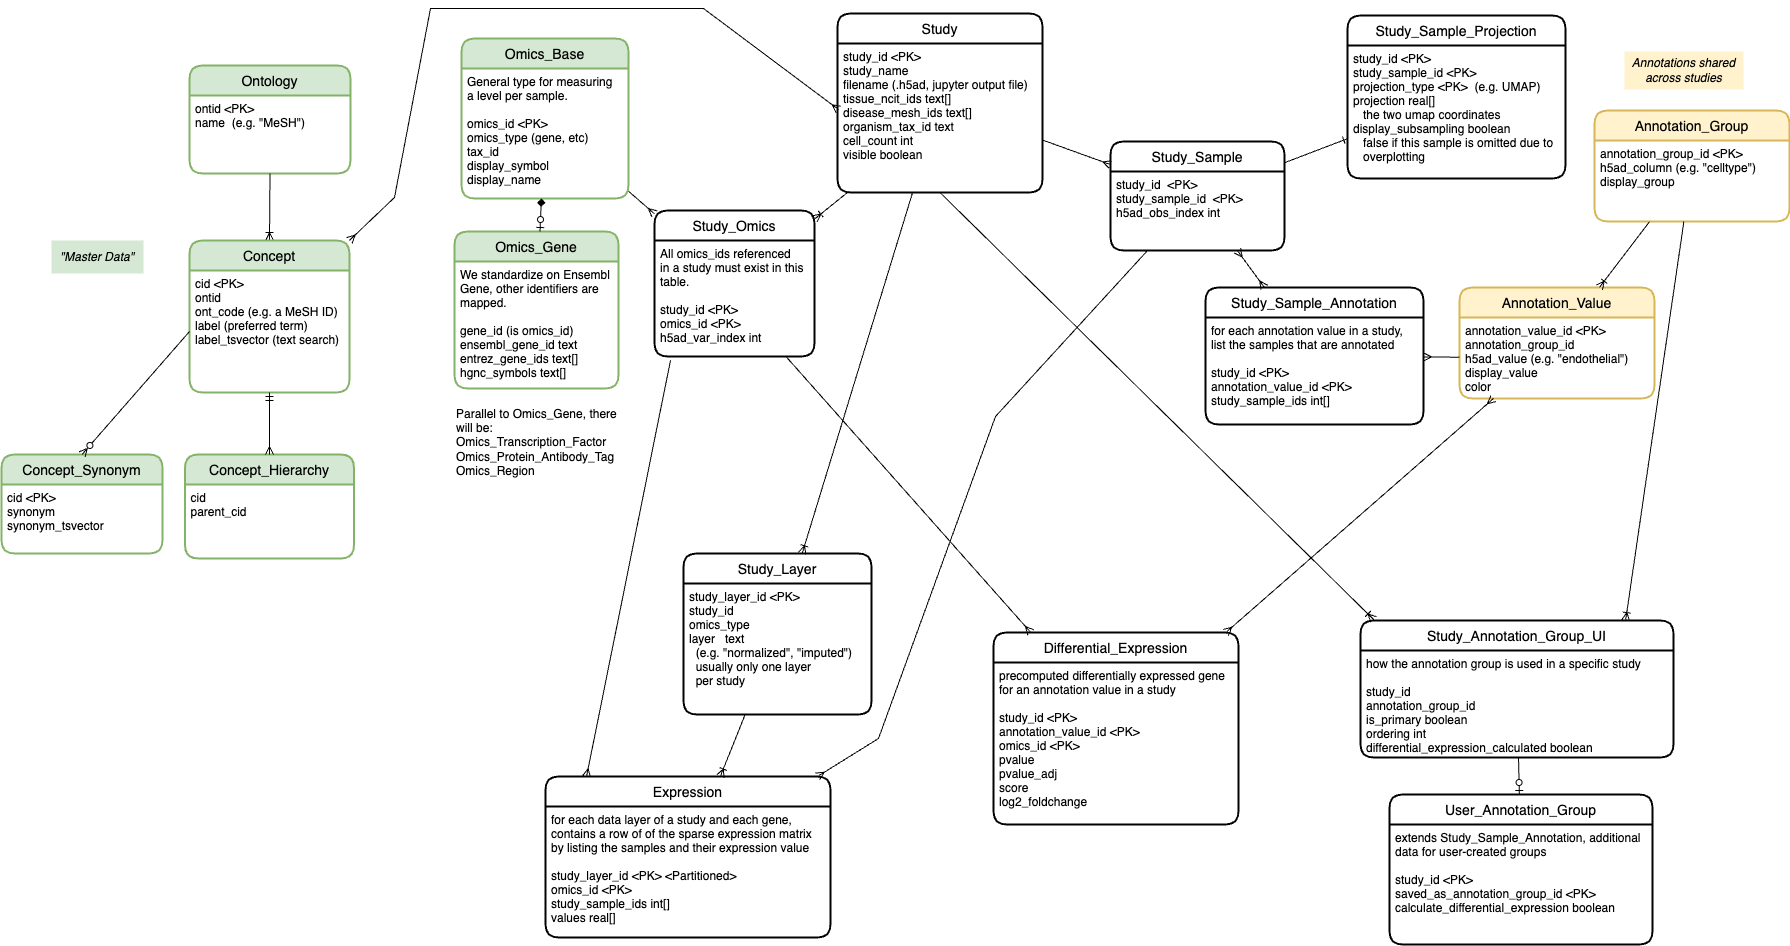 Ontology
ontid <PK>
name  (e.g. "MeSH")
"Master Data"
Concept
cid <PK>
ontid
ont_code (e.g. a MeSH ID)
label (preferred term)
label_tsvector (text search)
Concept_Synonym
cid <PK>
synonym
synonym_tsvector
Concept_Hierarchy
cid
parent_cid
Omics_Base
General type for measuring
a level per sample.
omics_id <PK>
omics_type (gene, etc)
tax_id
display_symbol
display_name
Omics_Gene
We standardize on Ensembl
Gene, other identifiers are
mapped.
gene_id (is omics_id)
ensembl_gene_id text
entrez_gene_ids text[]
hgnc_symbols text[]
Parallel to Omics_Gene, there
will be:
Omics_Transcription_Factor
Omics_Protein_Antibody_Tag
Omics_Region
Study
study_id <PK>
study_name
filename (.h5ad, jupyter output file)
tissue_ncit_ids text[]
disease_mesh_ids text[]
organism_tax_id text
cell_count int
visible boolean
Study_Omics
All omics_ids referenced
in a study must exist in this
table.
study_id <PK>
omics_id <PK>
h5ad_var_index int
Study_Sample
study_id  <PK>
study_sample_id  <PK>
h5ad_obs_index int
Study_Sample_Projection
study_id <PK>
study_sample_id <PK>
projection_type <PK>  (e.g. UMAP)
projection real[]
the two umap coordinates
display_subsampling boolean
false if this sample is omitted due to
overplotting
Annotations shared
across studies
Annotation_Group
annotation_group_id <PK>
h5ad_column (e.g. "celltype")
display_group
Study_Sample_Annotation
for each annotation value in a study,
list the samples that are annotated
study_id <PK>
annotation_value_id <PK>
study_sample_ids int[]
Annotation_Value
annotation_value_id <PK>
annotation_group_id
h5ad_value (e.g. "endothelial")
display_value
color
Study_Layer
study_layer_id <PK>
study_id
omics_type
layer   text
(e.g. "normalized", "imputed")
usually only one layer
per study
Expression
for each data layer of a study and each gene,
contains a row of of the sparse expression matrix
by listing the samples and their expression value
study_layer_id <PK> <Partitioned>
omics_id <PK>
study_sample_ids int[]
values real[]
Differential_Expression
precomputed differentially expressed gene
for an annotation value in a study
study_id <PK>
annotation_value_id <PK>
omics_id <PK>
pvalue
pvalue_adj
score
log2_foldchange
Study_Annotation_Group_UI
how the annotation group is used in a specific study
study_id
annotation_group_id
is_primary boolean
ordering int
differential_expression_calculated boolean
User_Annotation_Group
extends Study_Sample_Annotation, additional
data for user-created groups
study_id <PK>
saved_as_annotation_group_id <PK>
calculate_differential_expression boolean